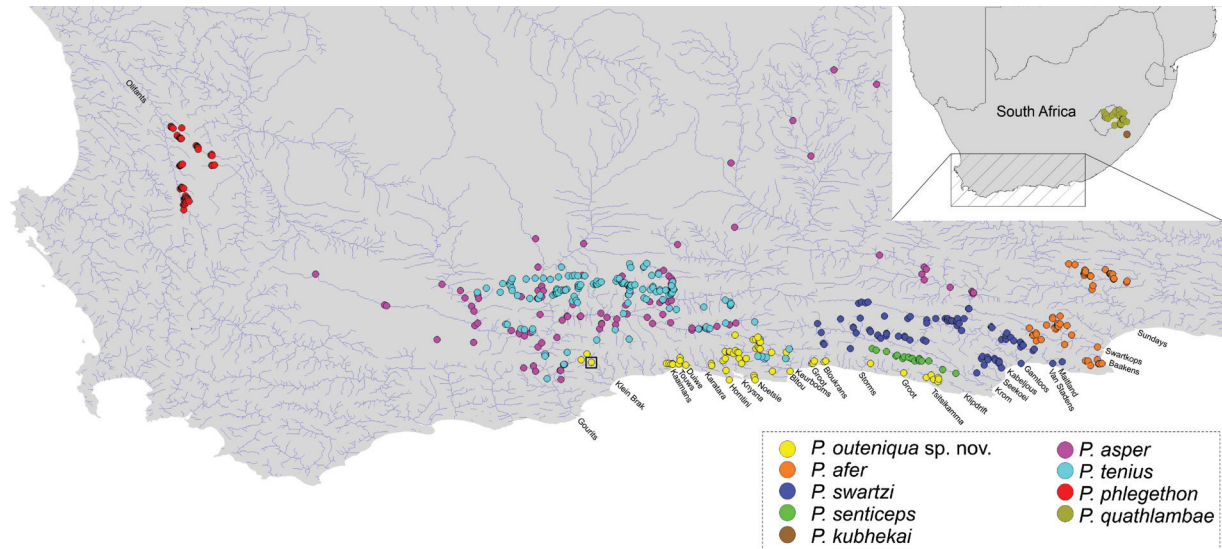 Olifants
South Africa
Sundays
Swartkops
Baakens
Maitland
Van Stadens
Gamtoos
Kabeljous
Seekoei
Krom
Klipdrift
Tsitsikamma
Groot
Storms
Bloukrans
Groot
Keurbooms
Bitou
Noetsie
Knysna
Homtini
Karatara
Duiwe
Touws
Kaaimans
Klein Brak
Gourits
P. outeniqua sp. nov.
P. afer
P. swartzi
P. senticeps
P. kubhekai
P. asper
P. tenius
P. phlegethon
P. quathlambae